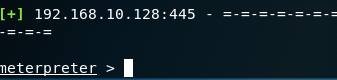 [+] 192.168.10.128:445 - =-=-=-=-=-=-=
-=-=-=
meterpreter >